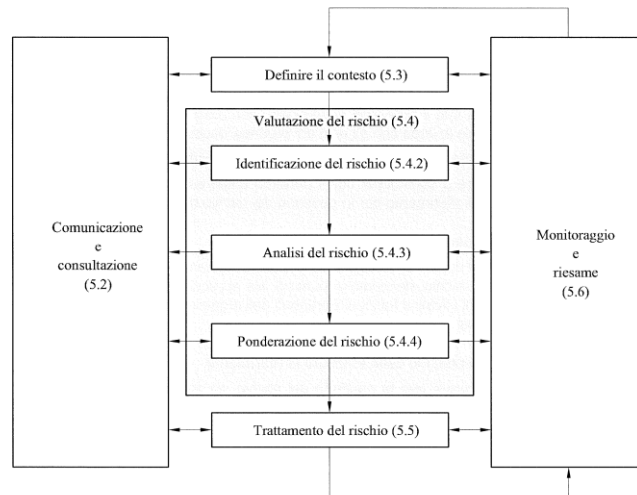 Definire il contesto (5.3)
Valutazione del rischio (5.4)
Identificazione del rischio (5.4.2)
Comunicazione
e
consultazione
(5.2)
Analisi del rischio (5.4.3)
Monitoraggio
e
riesame
(5.6)
Ponderazione del rischio (5.4.4)
Trattamento del rischio (5.5)